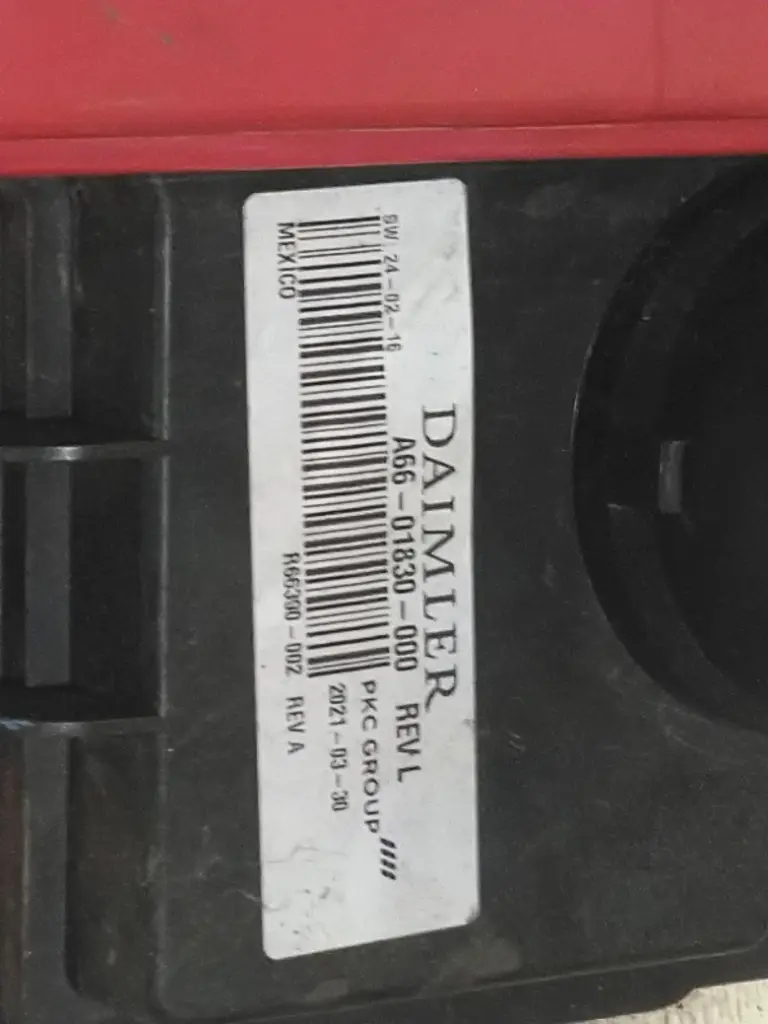 DAIMLER
A66-01830-000 REV L
SW: 24-02-16
PKC GROUP
2021-03-30
MEXICO
R66300-002 REV A